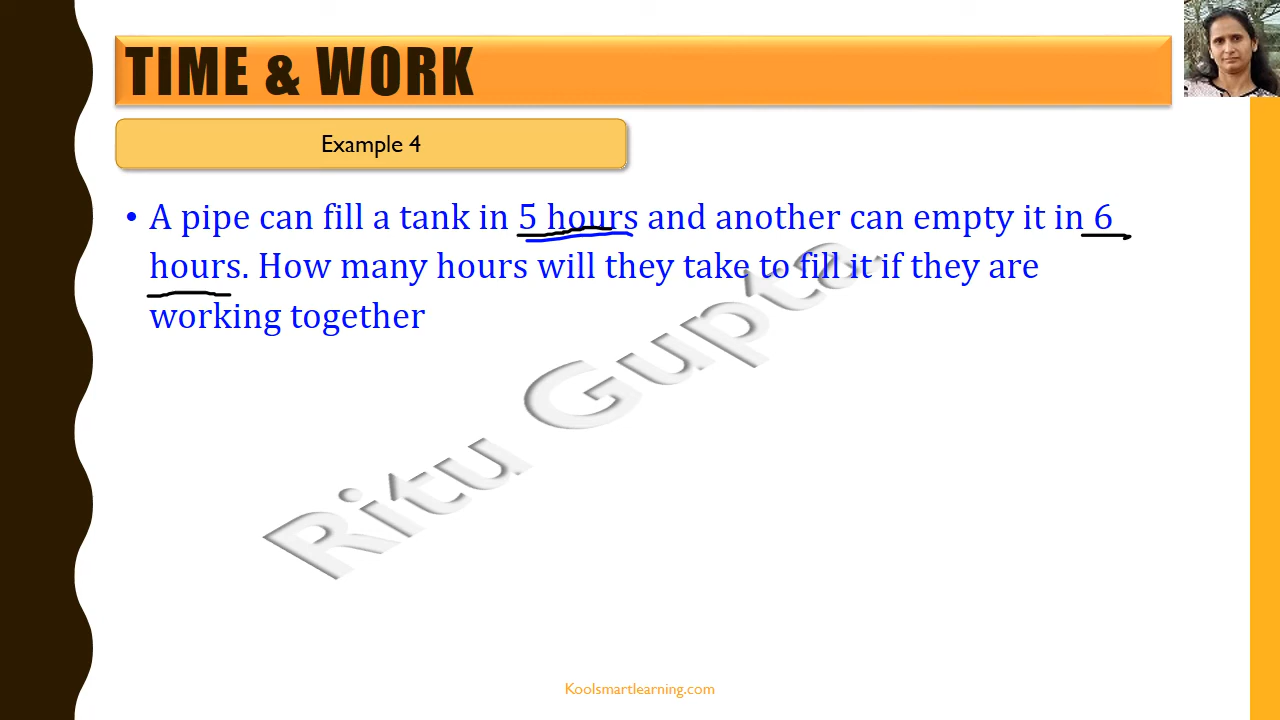 TIME & WORK
Example 4
• A pipe can fill a tank in 5 hours and another can empty it in 6
hours. How many hours will they take to fill it if they are
working together
Ritu Gupta
Koolsmartlearning.com